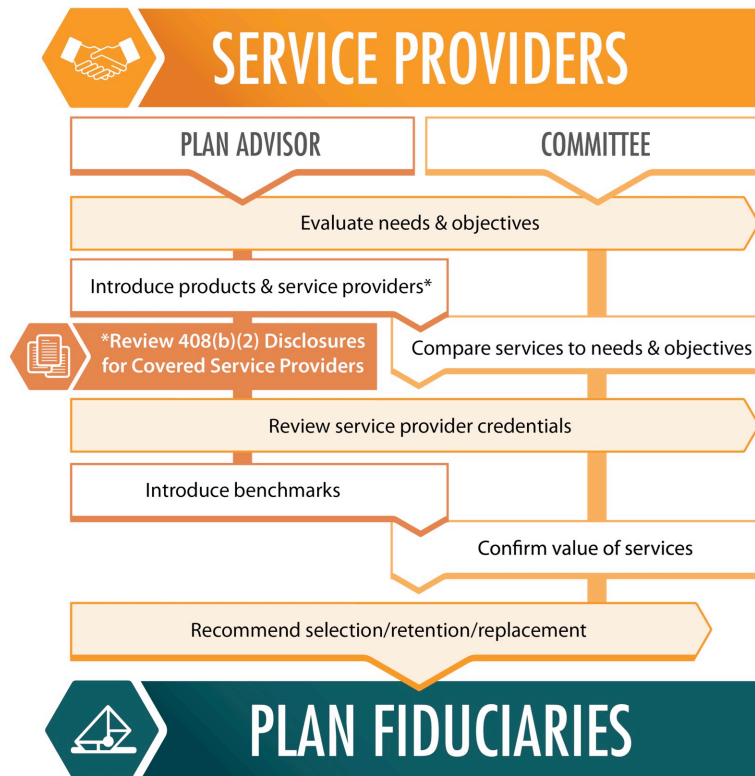 SERVICE PROVIDERS
PLAN ADVISOR
COMMITTEE
Evaluate needs & objectives
Introduce products & service providers*
*Review 408(b)(2) Disclosures
for Covered Service Providers
Compare services to needs & objectives
Review service provider credentials
Introduce benchmarks
Confirm value of services
Recommend selection/retention/replacement
PLAN FIDUCIARIES